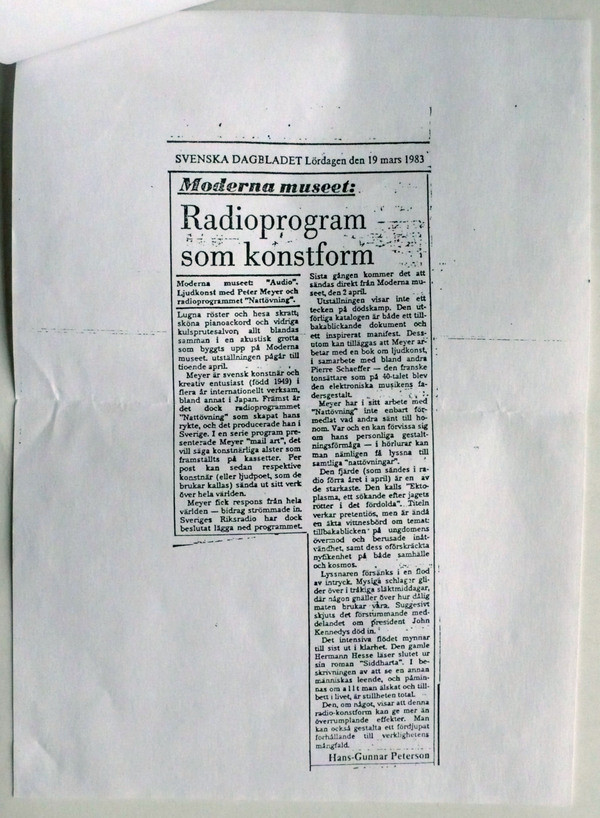 SVENSKA DAGBLADET Lördagen den 19 mars 1983
Moderna museet:
Radioprogram
som konstform
Moderna museet: "Audio".
Ljudkonst med Peter Meyer och
radioprogrammet "Nattövning".
Lugna röster och hesa skratt,
sköna pianoackord och vidriga
kulsprutesalvor, allt blandas
samman i en akustisk grotta
som byggts upp på Moderna
museet. utställningen pågår till
tioende april.
Meyer är svensk konstnär och
kreativ entusiast (född 1949) i
flera år internationellt verksam,
bland annat i Japan. Främst är
det dock radioprogrammet
"Nattövning" som skapat hans
rykte, och det producerade han i
Sverige. I en serie program pre-
senterade Meyer "mail art", det
vill säga konstnärliga alster som
framställts på kassetter. Per
post kan sedan respektive
konstnär (eller ljudpoet, som de
brukar kallas) sända ut sitt verk
över hela världen.
Meyer fick respons från hela
världen — bidrag strömmade in.
Sveriges Riksradio har dock
beslutat lägga ned programmet.
Sista gången kommer det att
sändas direkt från Moderna mu-
seet, den 2 april.
Utställningen visar inte ett
tecken på dödskamp. Den ut-
förliga katalogen är både ett till-
bakablickande dokument och
ett inspirerat manifest. Dess-
utom kan tilläggas att Meyer ar-
betar med en bok om ljudkonst,
i samarbete med bland andra
Pierre Schaeffer — den franske
tonsättare som på 40-talet blev
den elektroniska musikens fa-
dersgestalt.
Meyer har i sitt arbete med
"Nattövning" inte enbart för-
medlat vad andra sänt till ho-
nom. Var och en kan förvissa sig
om hans personliga gestalt-
ningsförmåga — i hörlurar kan
man nämligen få lyssna till
samtliga "nattövningar".
Den fjärde (som sändes i ra-
dio förra året i april) är en av
de starkaste. Den kalls "Ekto-
plasma, ett sökande efter jagets
rötter i det fördolda". Titeln
verkar pretentiös, men är ändå
en äkta vittnesbörd om temat:
tillbakablicken på ungdomens
övermod och berusade inåt-
vändhet, samt dess oförskräckta
nyfikenhet på både samhälle
och kosmos.
Lyssnaren försänks i en flod
av intryck. Mysiga schlager gli-
der över i tråkiga släktmiddagar,
där någon gnäller över hur dålig
maten brukar vara. Suggesivt
skjuts det förstummande med-
delandet om president John
Kennedys död in.
Det intensiva flödet mynnar
till sist ut i klarhet. Den gamle
Hermann Hesse läser slutet ur
sin roman "Siddharta". I be-
skrivningen av att se en annan
människas leende, och påmin-
nas om allt man älskat och till-
bett i livet, är stillheten total.
Den, om något, visar att denna
radio-konstform kan ge mer än
överrumplande effekter. Man
kan också gestalta ett fördjupat
förhållande till verklighetens
mångfald.
Hans-Gunnar Peterson